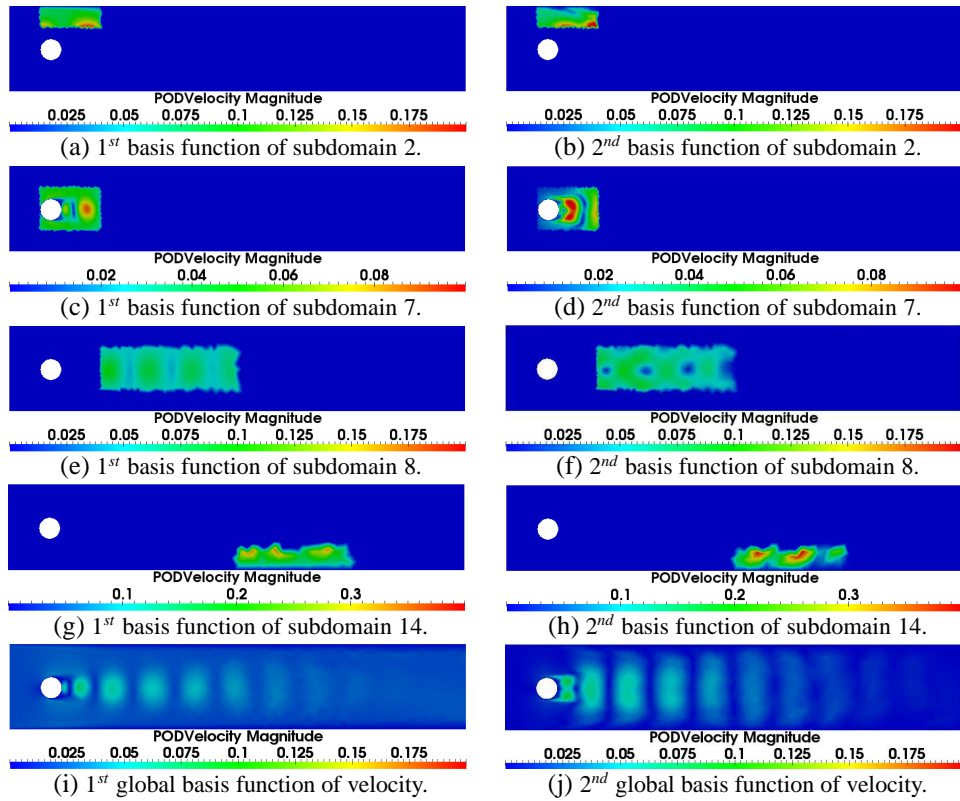 PODVelocity Magnitude
PODVelocity Magnitude
0.025 0.05 0.075 0.1 0.125 0.15 0.175
0.025 0.05 0.075 0.1 0.125 0.15 0.175
(a) 1st basis function of subdomain 2.
(b) 2nd basis function of subdomain 2.
PODVelocity Magnitude
PODVelocity Magnitude
0.02 0.04 0.06 0.08
0.02 0.04 0.06 0.08
(c) 1st basis function of subdomain 7.
(d) 2nd basis function of subdomain 7.
PODVelocity Magnitude
PODVelocity Magnitude
0.025 0.05 0.075 0.1 0.125 0.15 0.175
0.025 0.05 0.075 0.1 0.125 0.15 0.175
(e) 1st basis function of subdomain 8.
(f) 2nd basis function of subdomain 8.
PODVelocity Magnitude
PODVelocity Magnitude
0.1 0.2 0.3
0.1 0.2 0.3
(g) 1st basis function of subdomain 14.
(h) 2nd basis function of subdomain 14.
PODVelocity Magnitude
PODVelocity Magnitude
0.025 0.05 0.075 0.1 0.125 0.15 0.175
0.025 0.05 0.075 0.1 0.125 0.15 0.175
(i) 1st global basis function of velocity.
(j) 2nd global basis function of velocity.